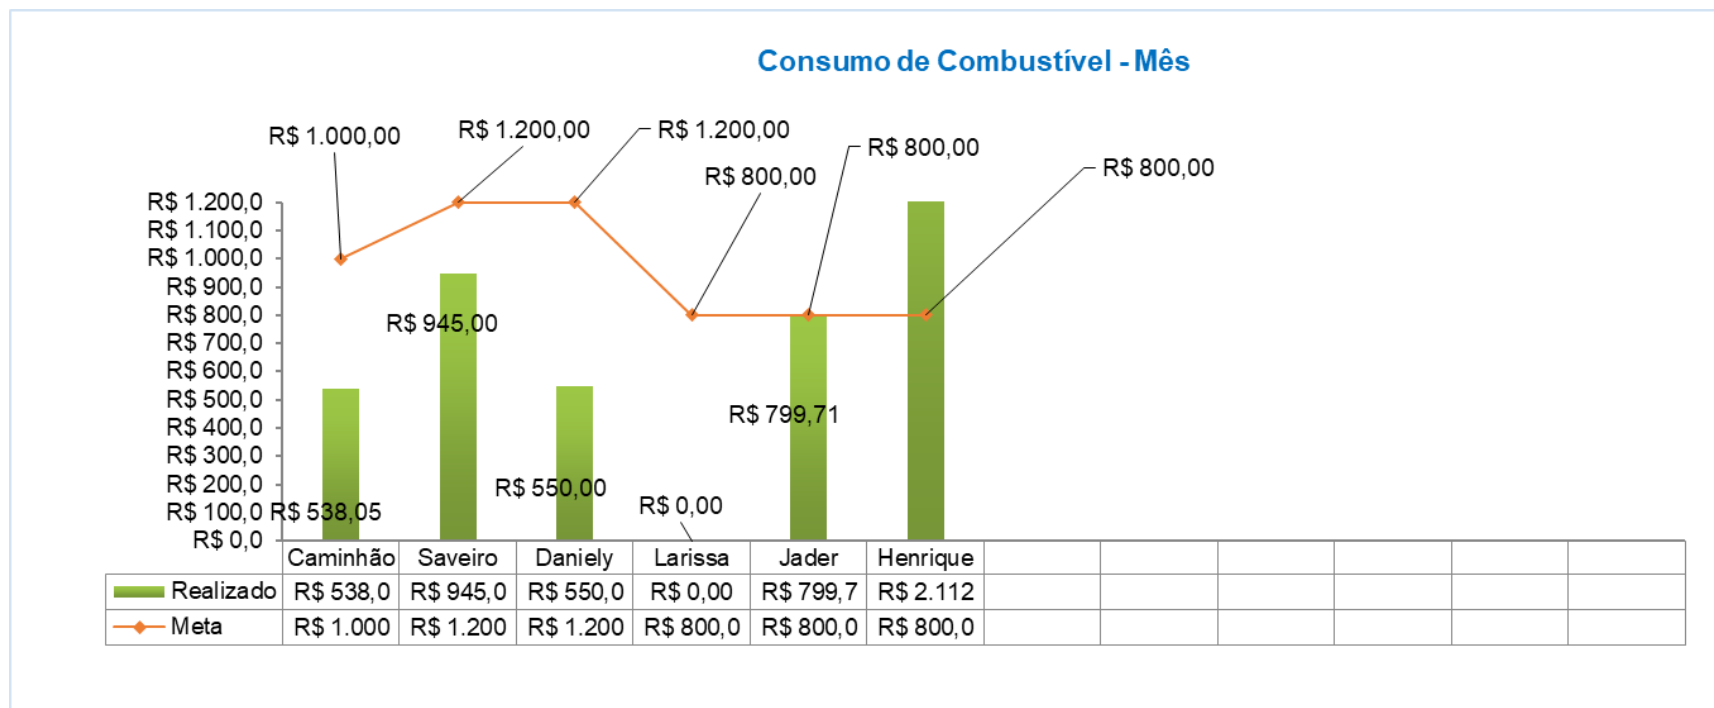 Consumo de Combustível - Mês
R$ 1.000,00
R$ 1.200,00
R$ 1.200,00
R$ 800,00
R$ 800,00
R$ 800,00
R$ 1.200,0
R$ 1.100,0
R$ 1.000,0
R$ 900,0
R$ 800,0
R$ 700,0
R$ 600,0
R$ 500,0
R$ 400,0
R$ 300,0
R$ 200,0
R$ 100,0
R$ 0,0
R$ 538,05
R$ 945,00
R$ 550,00
R$ 0,00
R$ 799,71
Caminhão Saveiro Daniely Larissa Jader Henrique
Realizado R$ 538,0 R$ 945,0 R$ 550,0 R$ 0,00 R$ 799,7 R$ 2.112
Meta R$ 1.000 R$ 1.200 R$ 1.200 R$ 800,0 R$ 800,0 R$ 800,0